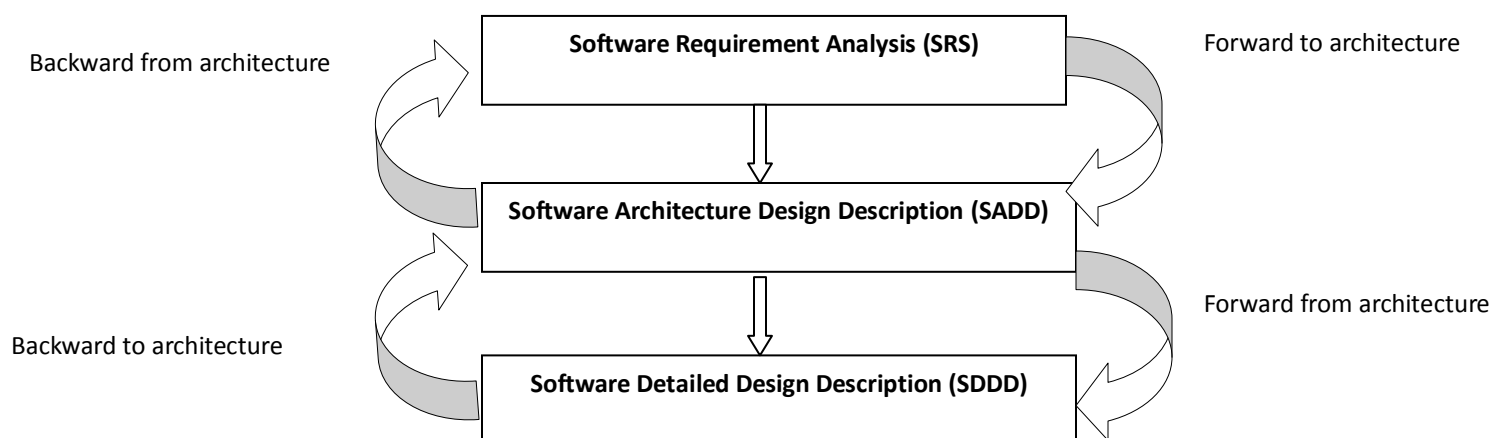 Software Requirement Analysis (SRS)
Backward from architecture
Forward to architecture
Software Architecture Design Description (SADD)
Forward from architecture
Backward to architecture
Software Detailed Design Description (SDDD)